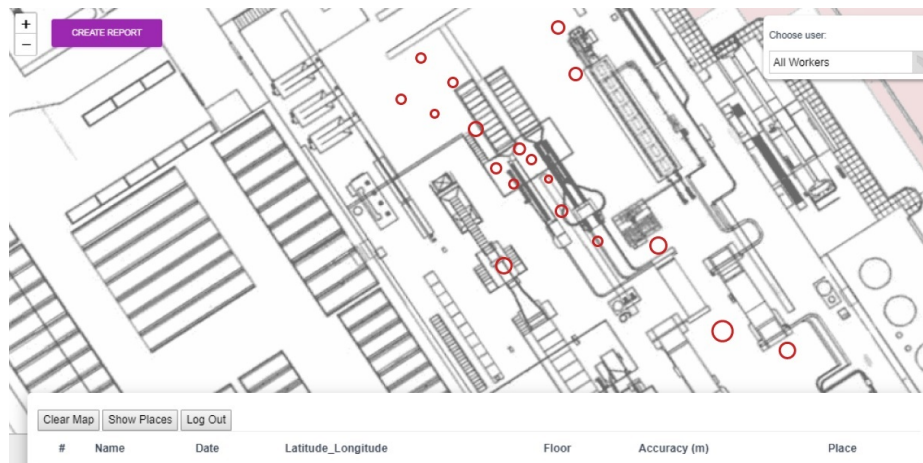 +
CREATE REPORT
−
Choose user:
All Workers
Clear Map Show Places Log Out
# Name Date Latitude_Longitude Floor Accuracy (m) Place